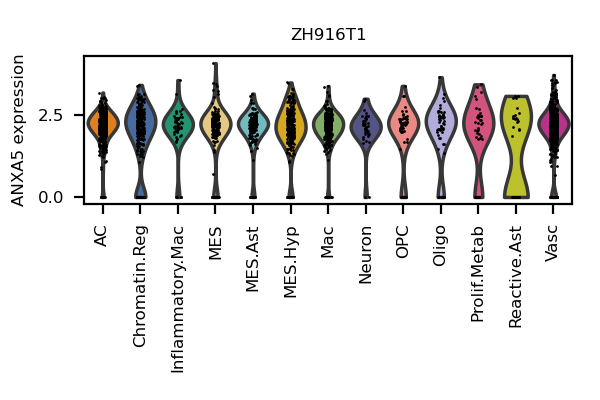 ZH916T1
ANXA5 expression
2.5
0.0
AC
Chromatin.Reg
Inflammatory.Mac
MES
MES.Ast
MES.Hyp
Mac
Neuron
OPC
Oligo
Prolif.Metab
Reactive.Ast
Vasc